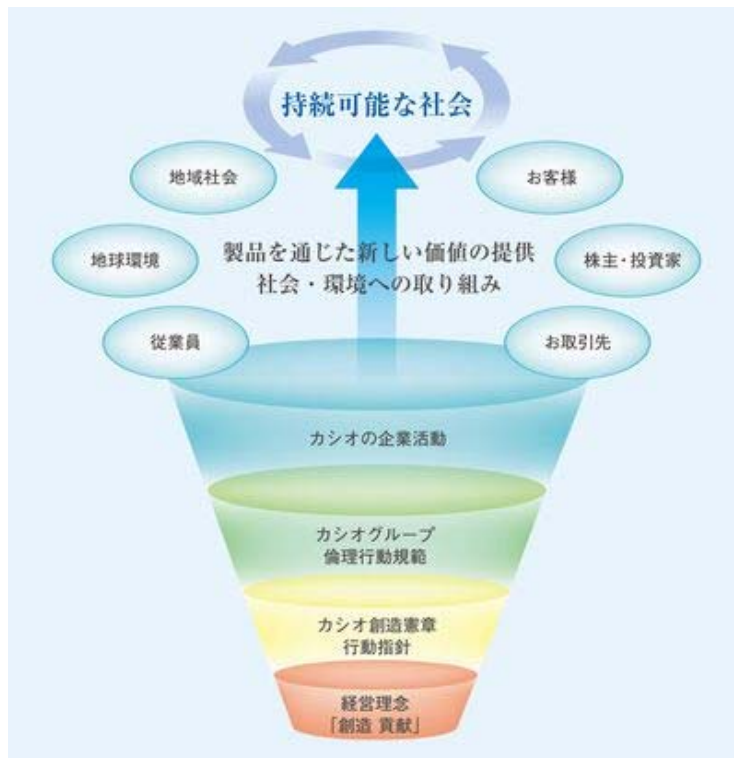 持続可能な社会
地域社会
お客様
地球環境
製品を通じた新しい価値の提供
社会・環境への取り組み
株主・投資家
従業員
お取引先
カシオの企業活動
カシオグループ
倫理行動規範
カシオ創造憲章
行動指針
経営理念
「創造 貢献」